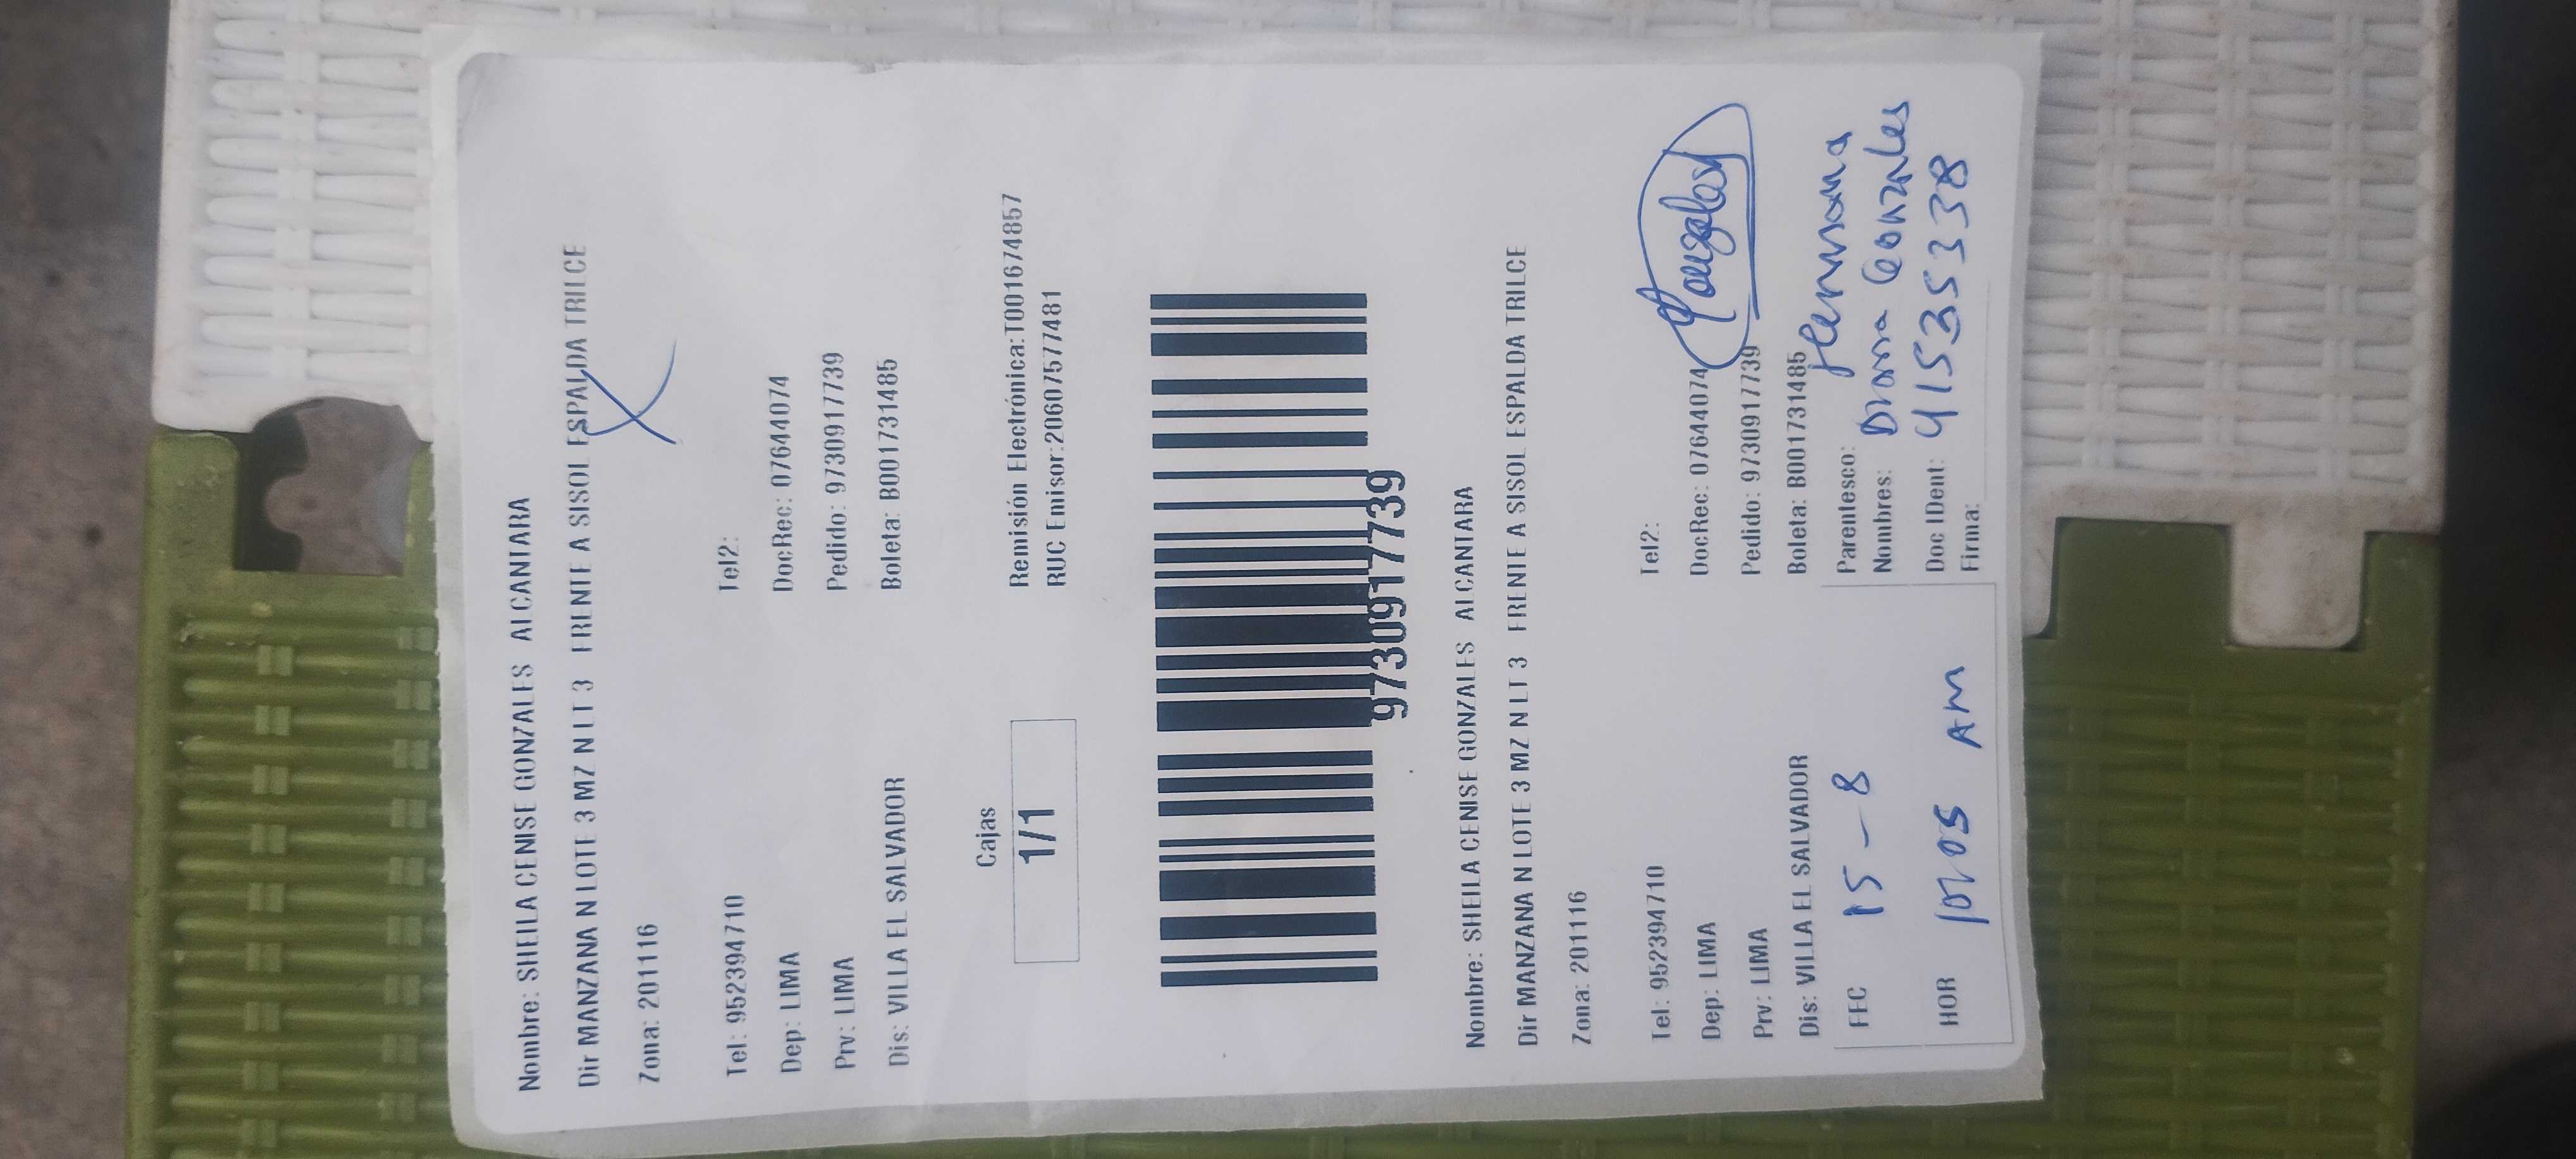 Nombre: SHEILA CENISE GONZALES ALCANTARA
Dir MANZANA N LOTE 3 MZ N LT 3 FRENTE A SISOL ESPALDA TRILCE
Zona: 201116
Tel: 952394710 Tel2:
Dep: LIMA DocRec: 07644074
Prv: LIMA Pedido: 9730917739
Dis: VILLA EL SALVADOR Boleta: B001731485
Cajas
1/1
Remisión Electrónica:T001674857
RUC Emisor:20607577481
9730917739
Nombre: SHEILA CENISE GONZALES ALCANTARA
Dir MANZANA N LOTE 3 MZ N LT 3 FRENTE A SISOL ESPALDA TRILCE
Zona: 201116
Tel: 952394710 Tel2:
Dep: LIMA DocRec: 07644074
Prv: LIMA Pedido: 9730917739
Dis: VILLA EL SALVADOR Boleta: B001731485
FEC 15-8 Parentesco: Hermana
Nombres: Diana Gonzales
HOR AM Doc IDent: 41535338
Firma: Gonzales